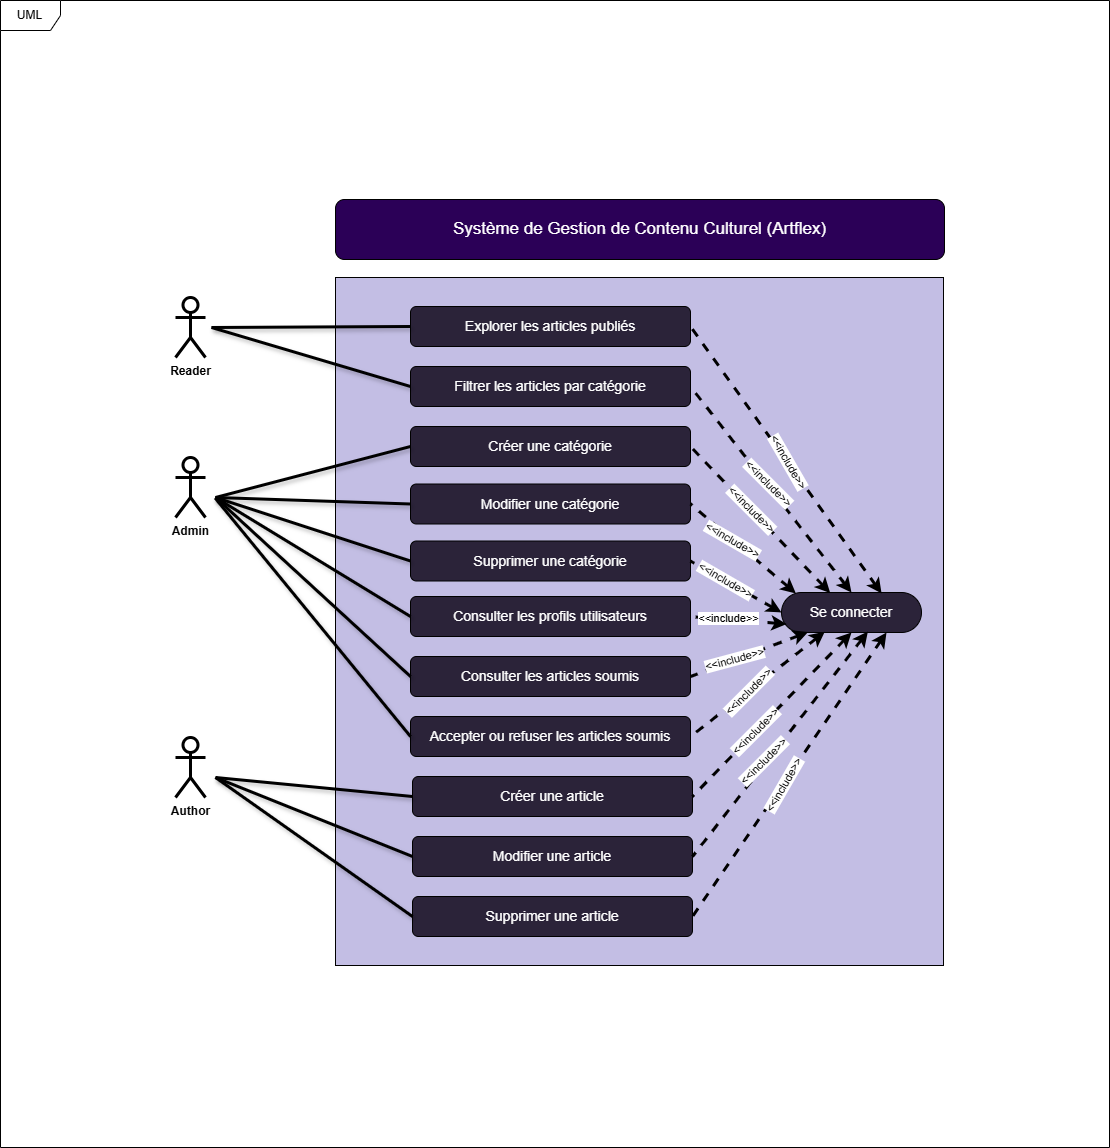 UML
Système de Gestion de Contenu Culturel (Artflex)
Reader
Explorer les articles publiés
Filtrer les articles par catégorie
Admin
Créer une catégorie
Modifier une catégorie
Supprimer une catégorie
Consulter les profils utilisateurs
Consulter les articles soumis
Accepter ou refuser les articles soumis
Author
Créer une article
Modifier une article
Supprimer une article
<<include>>
<<include>>
<<include>>
<<include>>
<<include>>
<<include>>
<<include>>
<<include>>
<<include>>
<<include>>
<<include>>
Se connecter